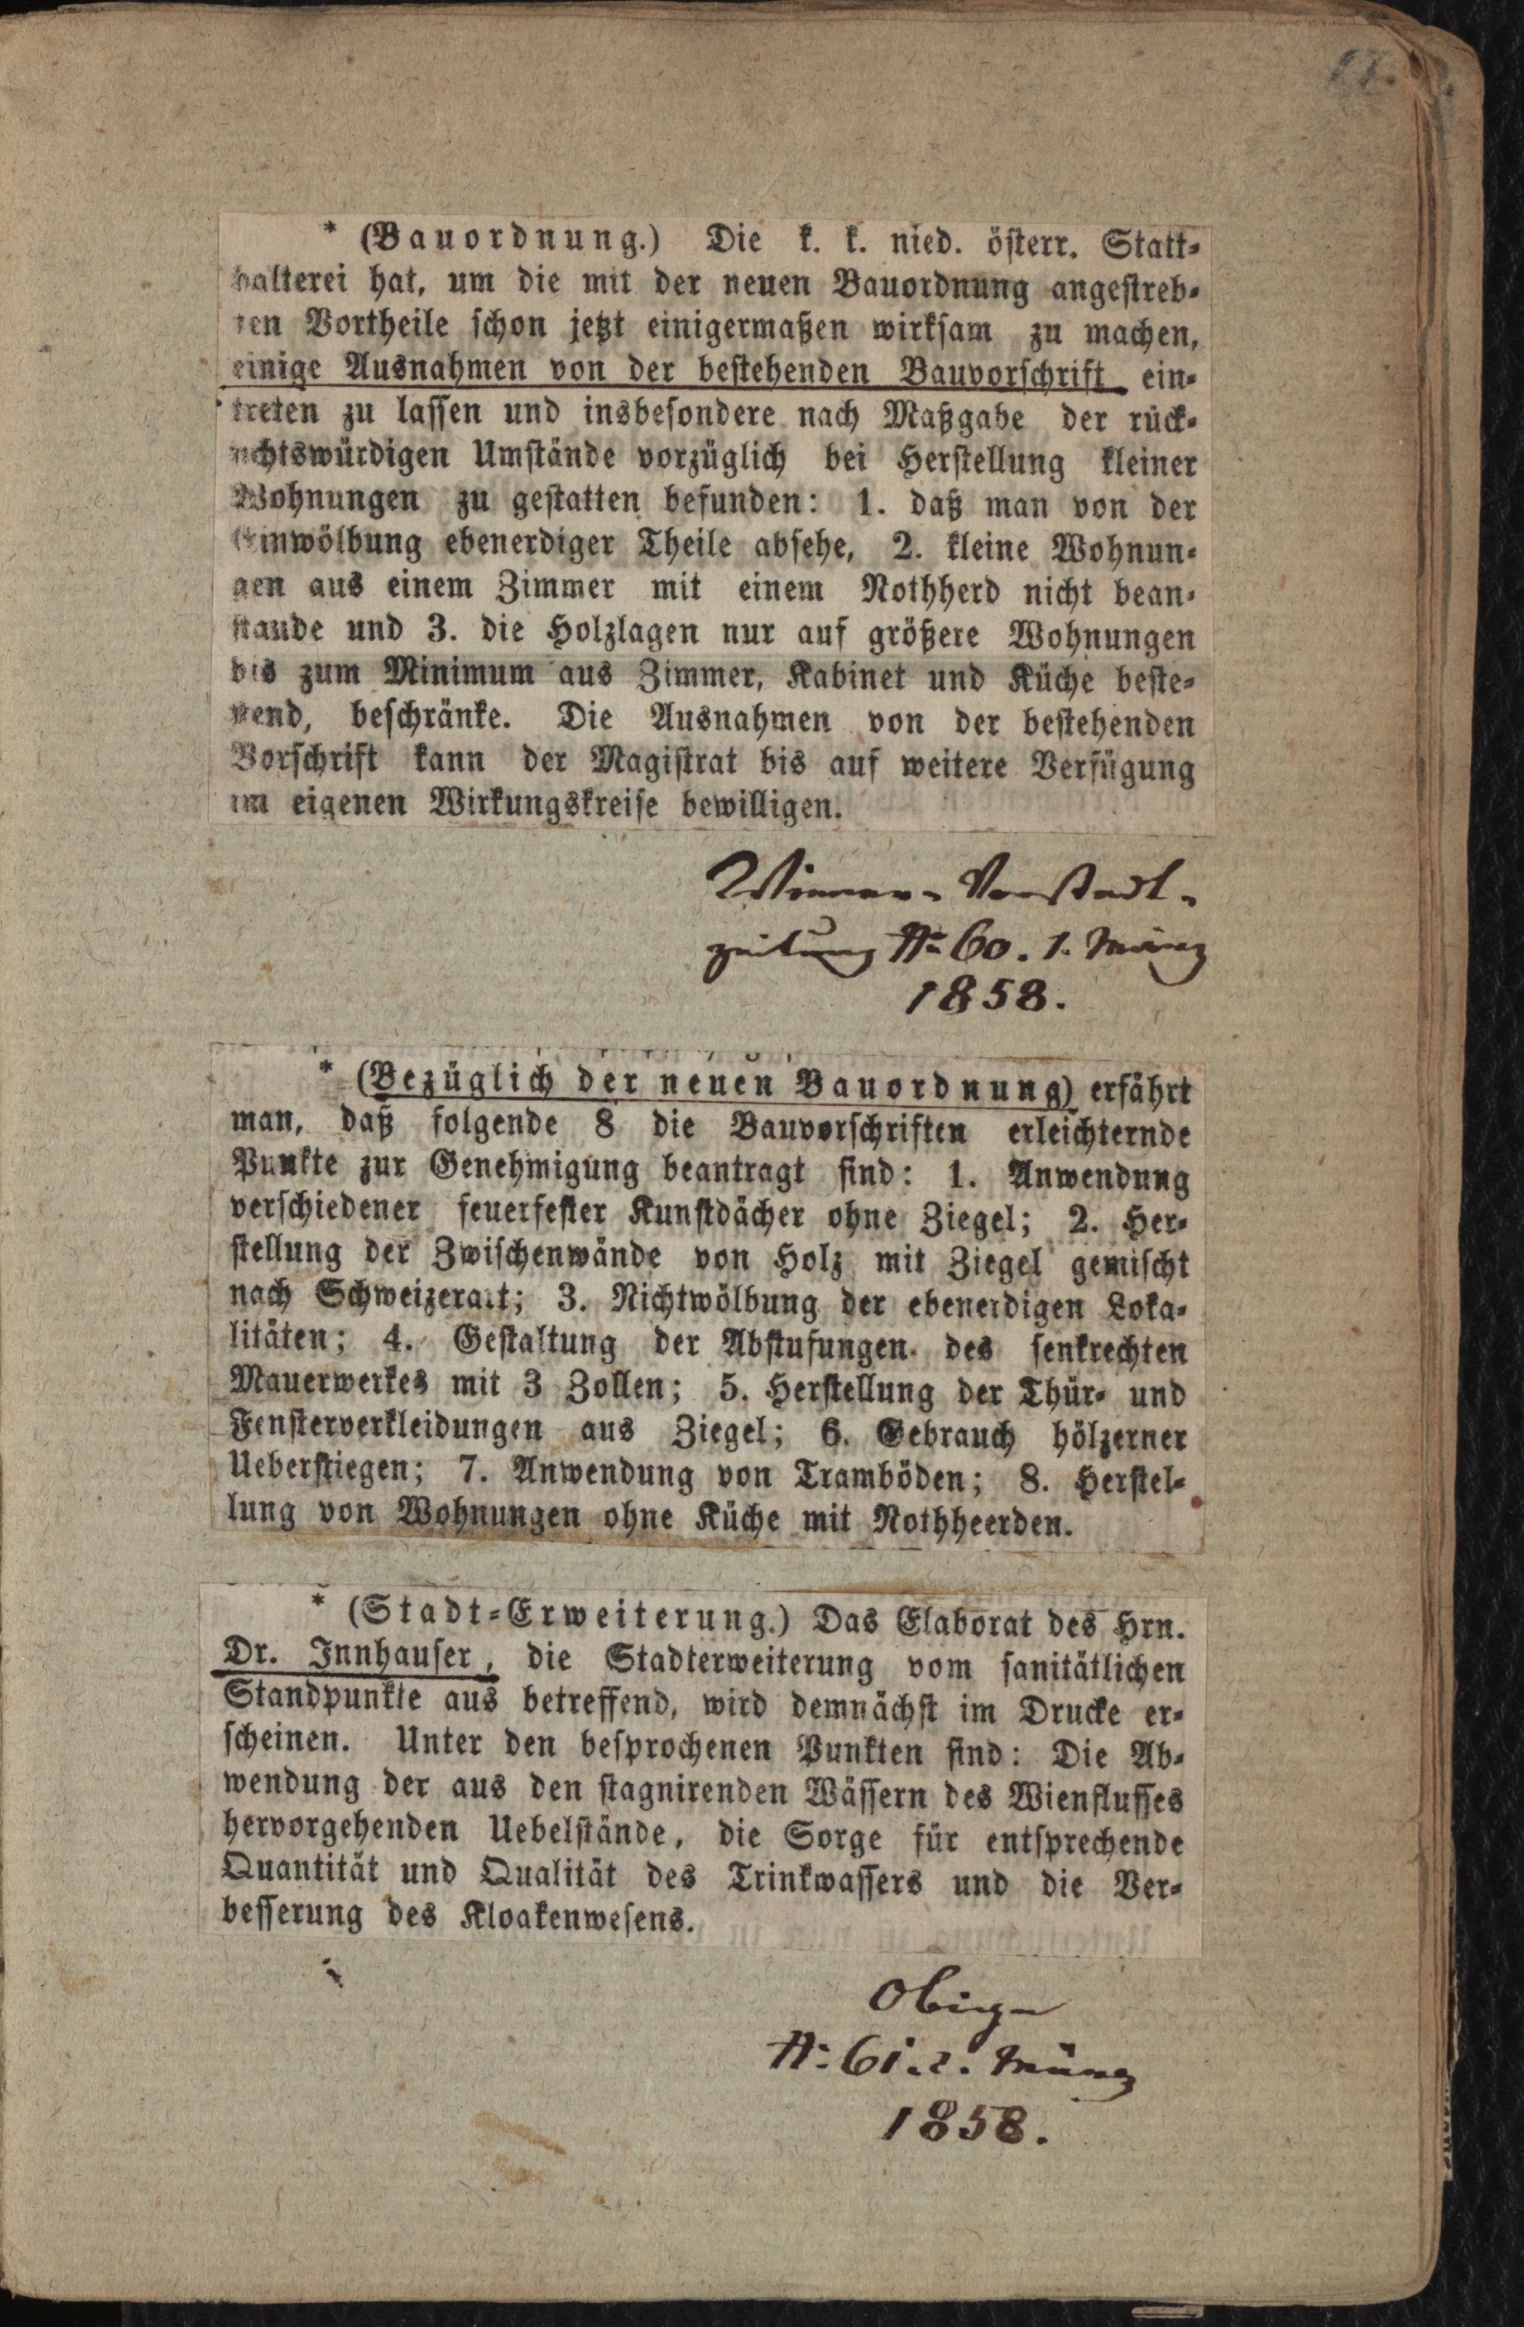 17.
* (Bauordnung.) Die k. k. nied. österr. Statt-
halterei hat, um die mit der neuen Bauordnung angestreb-
ten Vortheile schon jetzt einigermaßen wirksam zu machen,
einige Ausnahmen von der bestehenden Bauvorschrift ein-
treten zu lassen und insbesondere nach Maßgabe der rück-
sichtswürdigen Umstände vorzüglich bei Herstellung kleiner
Wohnungen zu gestatten befunden: 1. daß man von der
Einwölbung ebenerdiger Theile absehe, 2. kleine Wohnun-
gen aus einem Zimmer mit einem Nothherd nicht bean-
stande und 3. die Holzlagen nur auf größere Wohnungen
bis zum Minimum aus Zimmer, Kabinet und Küche beste-
hend, beschränke. Die Ausnahmen von der bestehenden
Vorschrift kann der Magistrat bis auf weitere Verfügung
im eigenen Wirkungskreise bewilligen.
Wiener-Vorstadt-
zeitung N: 60. 1. März
1858.
* (Bezüglich der neuen Bauordnung) erfährt
man, daß folgende 8 die Bauvorschriften erleichternde
Punkte zur Genehmigung beantragt sind: 1. Anwendung
verschiedener feuerfester Kunstdächer ohne Ziegel; 2. Her-
stellung der Zwischenwände von Holz mit Ziegel gemischt
nach Schweizerart; 3. Nichtwölbung der ebenerdigen Loka-
litäten; 4. Gestaltung der Abstufungen des senkrechten
Mauerwerkes mit 3 Zollen; 5. Herstellung der Thür- und
Fensterverkleidungen aus Ziegel; 6. Gebrauch hölzerner
Ueberstiegen; 7. Anwendung von Tramböden; 8. Herstel-
lung von Wohnungen ohne Küche mit Nothheerden.
* (Stadt-Erweiterung.) Das Elaborat des Hrn.
Dr. Innhauser, die Stadterweiterung vom sanitätlichen
Standpunkte aus betreffend, wird demnächst im Drucke er-
scheinen. Unter den besprochenen Punkten sind: Die Ab-
wendung der aus den stagnirenden Wässern des Wienflusses
hervorgehenden Uebelstände, die Sorge für entsprechende
Quantität und Qualität des Trinkwassers und die Ver-
besserung des Kloakenwesens.
Obige
N: 61. 2. März
1858.